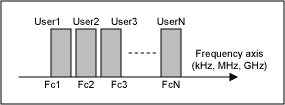 User1 User2 User3 UserN
Frequency axis
(kHz, MHz, GHz)
Fc1 Fc2 Fc3 FcN